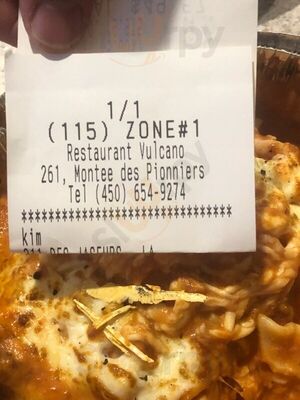 1/1
(115) ZONE#1
Restaurant Vulcano
261, Montee des Pionniers
Tel (450) 654-9274
************************************
kim